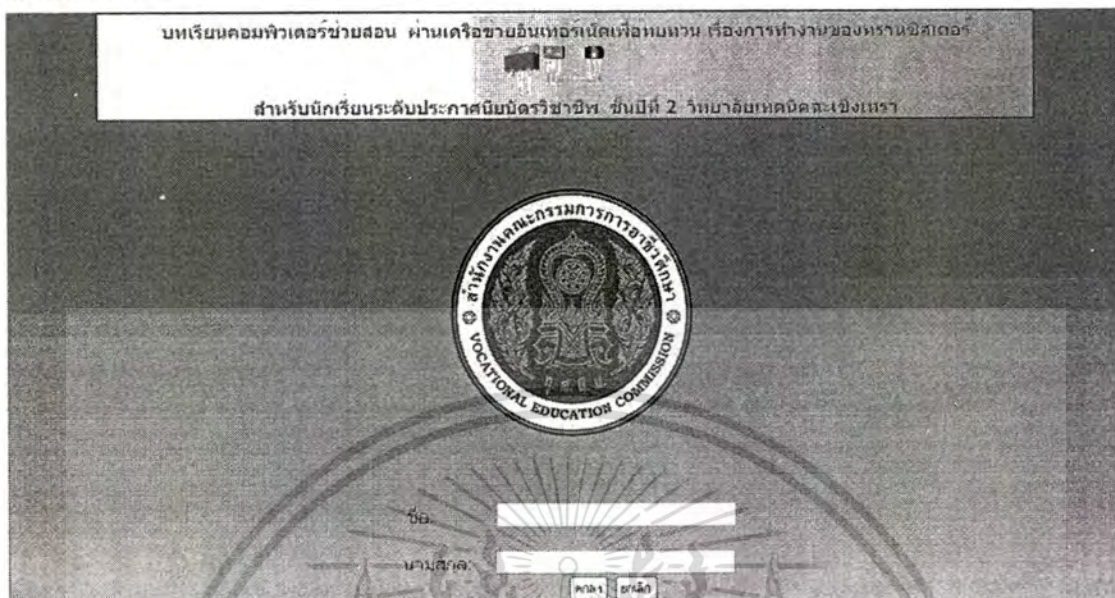 บทเรียนคอมพิวเตอร์ช่วยสอน ผ่านเครือข่ายอินเทอร์เน็ตเพื่อทบทวน เรื่องการทำงานของทรานซิสเตอร์
สำหรับนักเรียนระดับประกาศนียบัตรวิชาชีพ ชั้นปีที่ 2 วิทยาลัยเทคนิคฉะเชิงเทรา
สำนักงานคณะกรรมการการอาชีวศึกษา
VOCATIONAL EDUCATION COMMISSION
ชื่อ:
นามสกุล:
ตกลง ยกเลิก